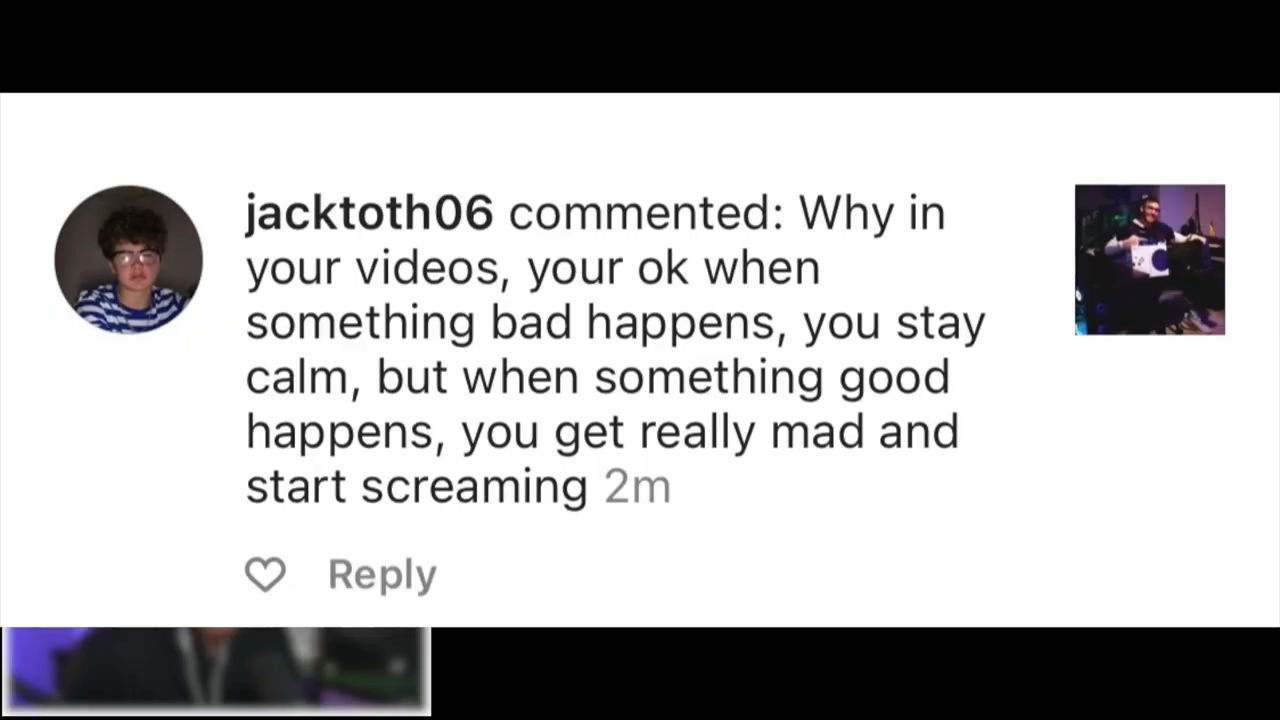 jacktoth06 commented: Why in
your videos, your ok when
something bad happens, you stay
calm, but when something good
happens, you get really mad and
start screaming 2m
Reply